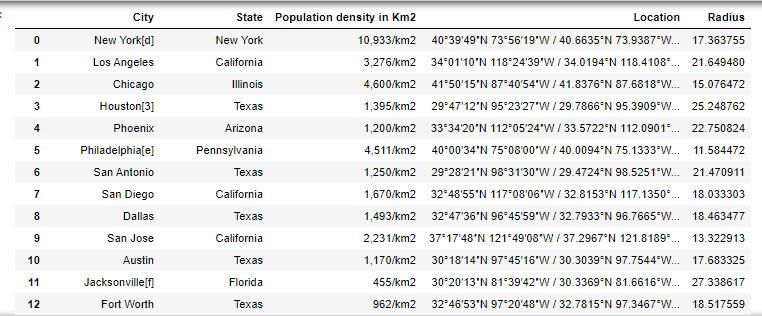 City State Population density in Km2 Location Radius
0 New York[d] New York 10,933/km2 40°39′49″N 73°56′19″W / 40.6635°N 73.9387°W... 17.363755
1 Los Angeles California 3,276/km2 34°01′10″N 118°24′39″W / 34.0194°N 118.4108°... 21.649480
2 Chicago Illinois 4,600/km2 41°50′15″N 87°40′54″W / 41.8376°N 87.6818°W... 15.076472
3 Houston[3] Texas 1,395/km2 29°47′12″N 95°23′27″W / 29.7866°N 95.3909°W... 25.248762
4 Phoenix Arizona 1,200/km2 33°34′20″N 112°05′24″W / 33.5722°N 112.0901°... 22.750824
5 Philadelphia[e] Pennsylvania 4,511/km2 40°00′34″N 75°08′00″W / 40.0094°N 75.1333°W... 11.584472
6 San Antonio Texas 1,250/km2 29°28′21″N 98°31′30″W / 29.4724°N 98.5251°W... 21.470911
7 San Diego California 1,670/km2 32°48′55″N 117°08′06″W / 32.8153°N 117.1350°... 18.033303
8 Dallas Texas 1,493/km2 32°47′36″N 96°45′59″W / 32.7933°N 96.7665°W... 18.463477
9 San Jose California 2,231/km2 37°17′48″N 121°49′08″W / 37.2967°N 121.8189°... 13.322913
10 Austin Texas 1,170/km2 30°18′14″N 97°45′16″W / 30.3039°N 97.7544°W... 17.683325
11 Jacksonville[f] Florida 455/km2 30°20′13″N 81°39′42″W / 30.3369°N 81.6616°W... 27.338617
12 Fort Worth Texas 962/km2 32°46′53″N 97°20′48″W / 32.7815°N 97.3467°W... 18.517559